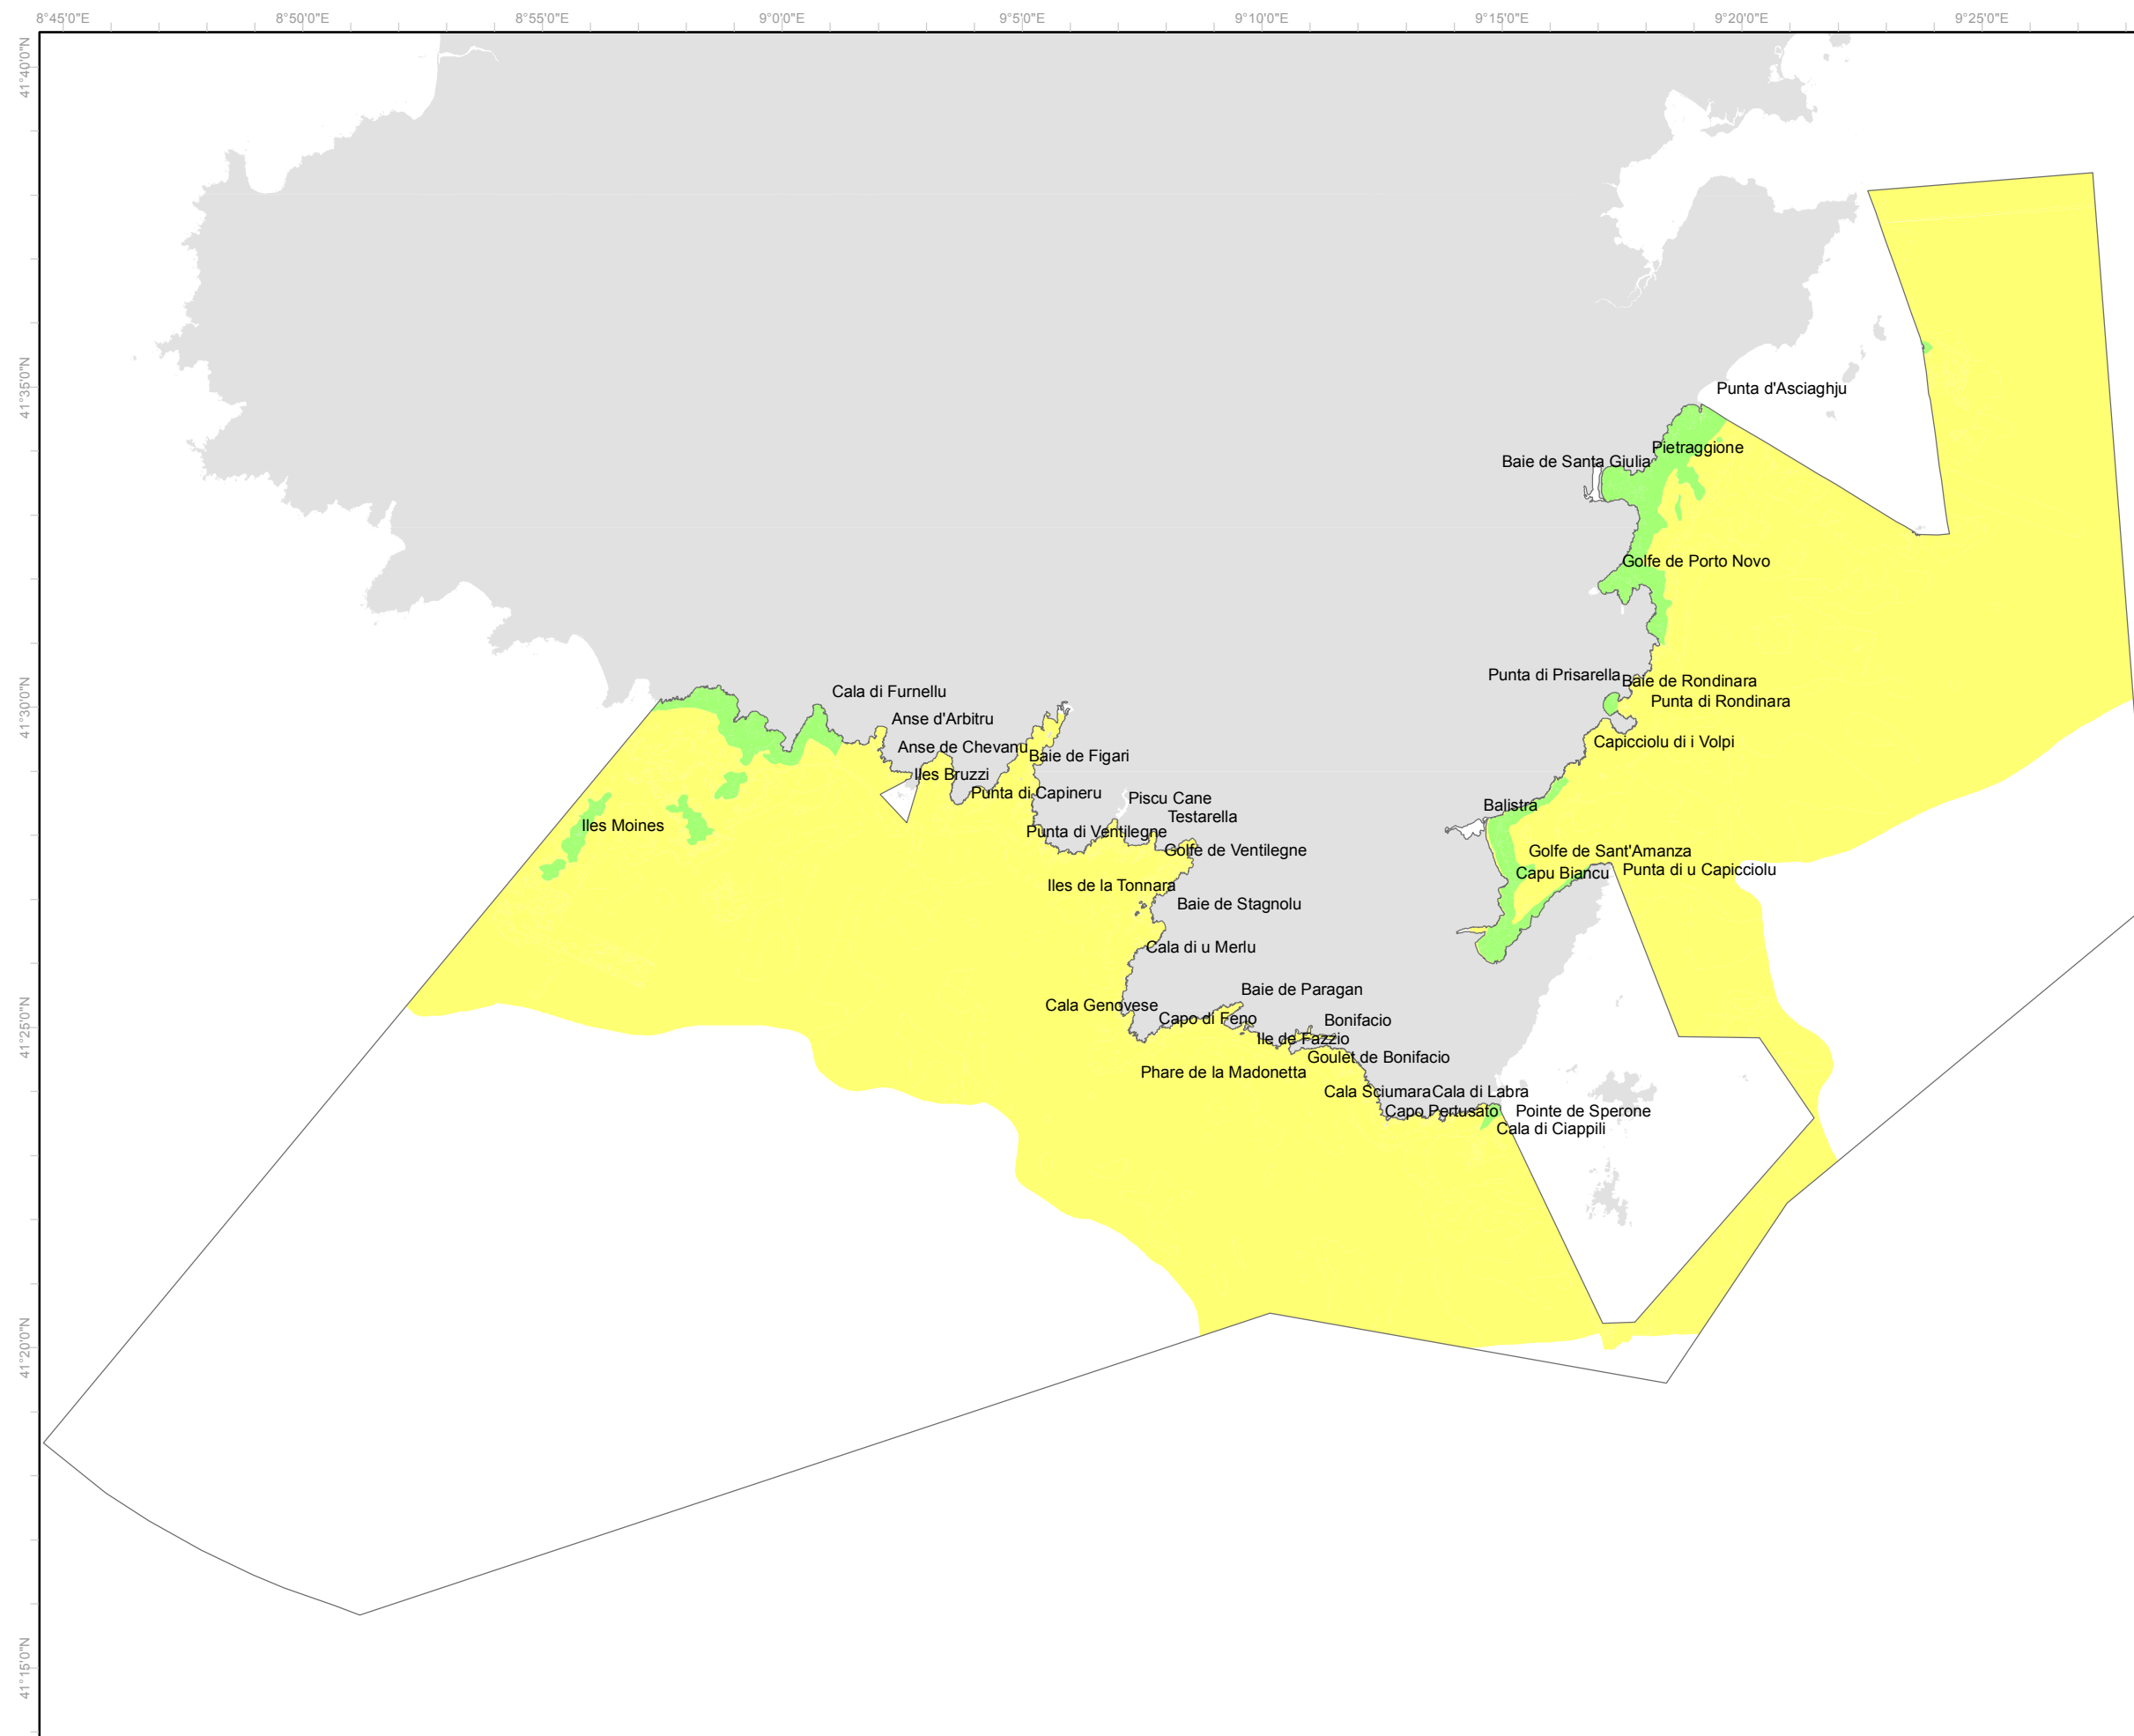 8°45'0"E
8°50'0"E
8°55'0"E
9°0'0"E
9°5'0"E
9°10'0"E
9°15'0"E
9°20'0"E
9°25'0"E
41°40'0"N
41°35'0"N
41°30'0"N
41°25'0"N
41°20'0"N
41°15'0"N
Punta d'Asciaghju
Pietraggione
Baie de Santa Giulia
Golfe de Porto Novo
Punta di Prisarella
Baie de Rondinara
Punta di Rondinara
Cala di Furnellu
Anse d'Arbitru
Capicciolu di i Volpi
Anse de Chevanu
Baie de Figari
Iles Bruzzi
Punta di Capineru
Piscu Cane
Balistra
Testarella
Iles Moines
Punta di Ventilegne
Golfe de Ventilegne
Golfe de Sant'Amanza
Punta di u Capicciolu
Capu Biancu
Iles de la Tonnara
Baie de Stagnolu
Cala di u Merlu
Baie de Paragan
Cala Genovese
Capo di Feno
Bonifacio
Ile de Fazzio
Goulet de Bonifacio
Phare de la Madonetta
Cala Sciumara
Cala di Labra
Capo Pertusato
Pointe de Sperone
Cala di Ciappili